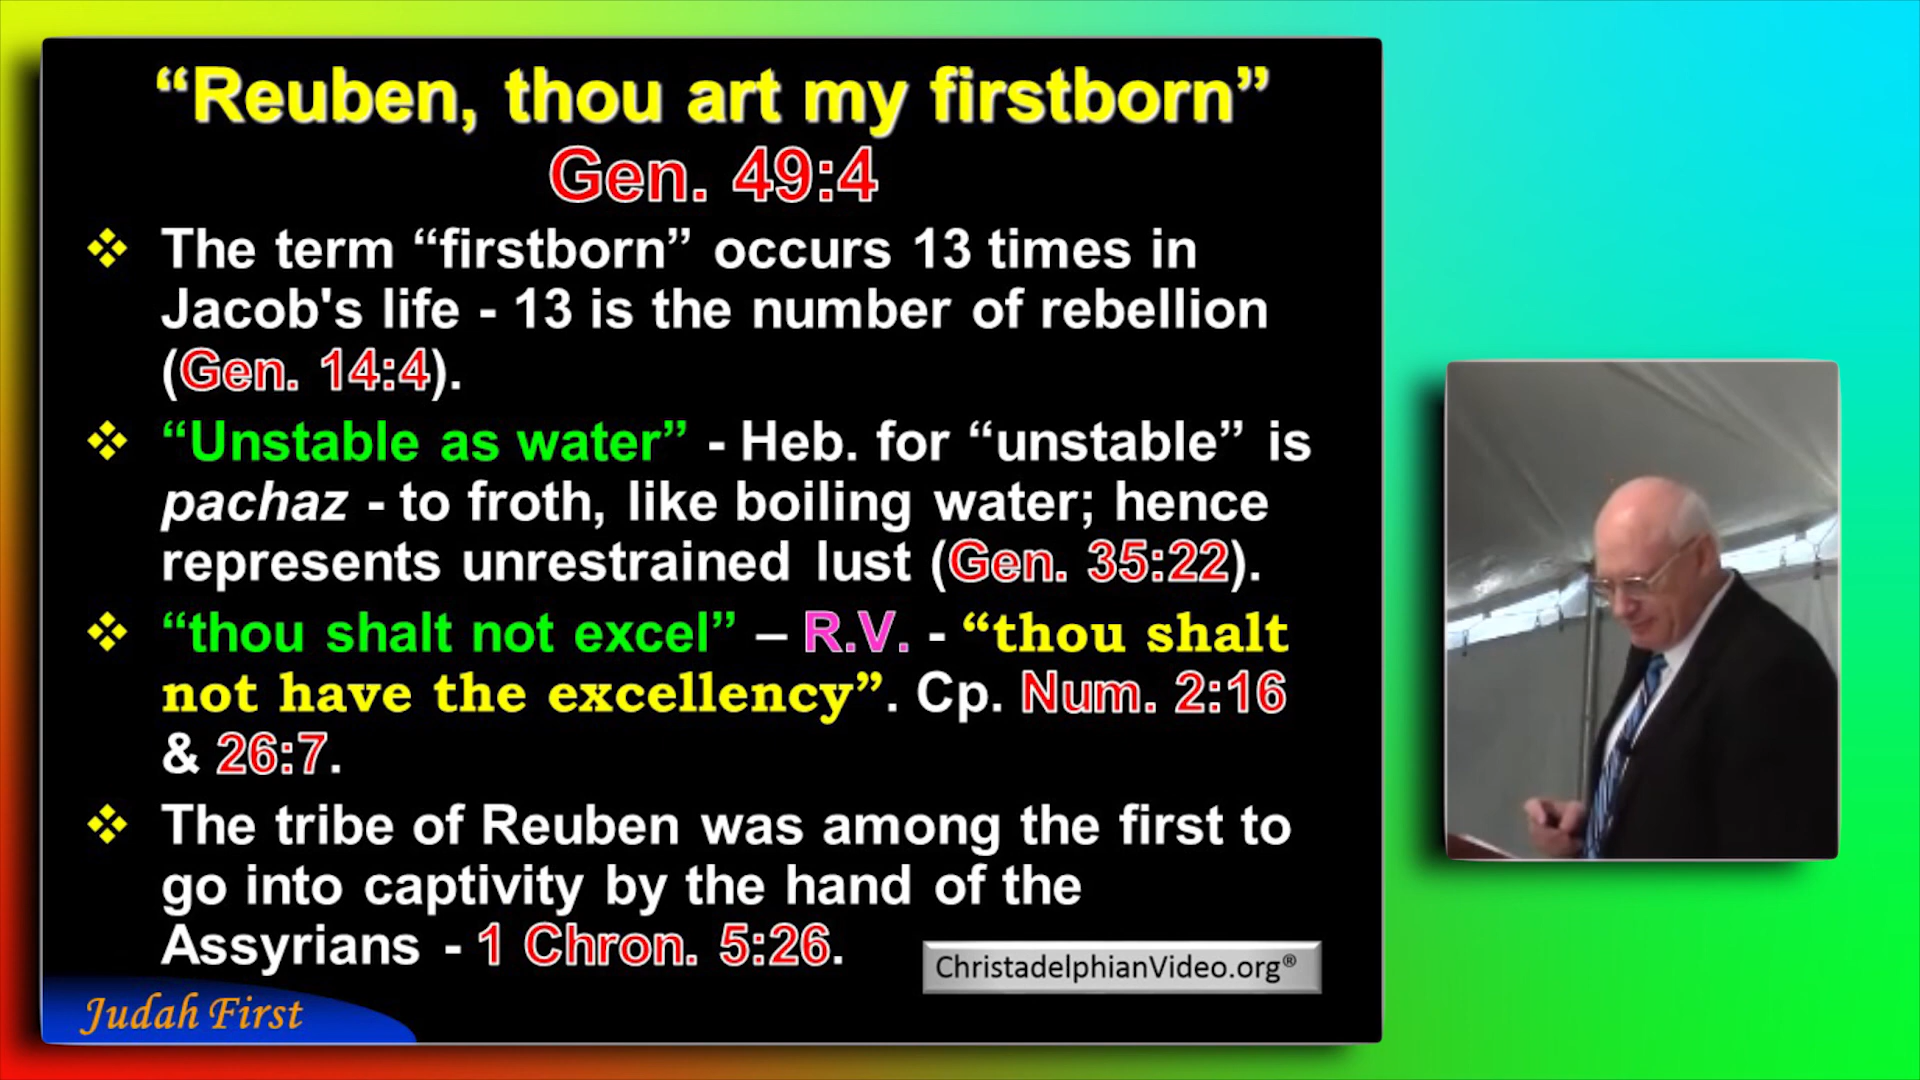 “Reuben, thou art my firstborn”
Gen. 49:4
❖ The term “firstborn” occurs 13 times in
Jacob's life - 13 is the number of rebellion
(Gen. 14:4).
❖ “Unstable as water” - Heb. for “unstable” is
pachaz - to froth, like boiling water; hence
represents unrestrained lust (Gen. 35:22).
❖ “thou shalt not excel” – R.V. - “thou shalt
not have the excellency”. Cp. Num. 2:16
& 26:7.
❖ The tribe of Reuben was among the first to
go into captivity by the hand of the
Assyrians - 1 Chron. 5:26.
ChristadelphianVideo.org®
Judah First